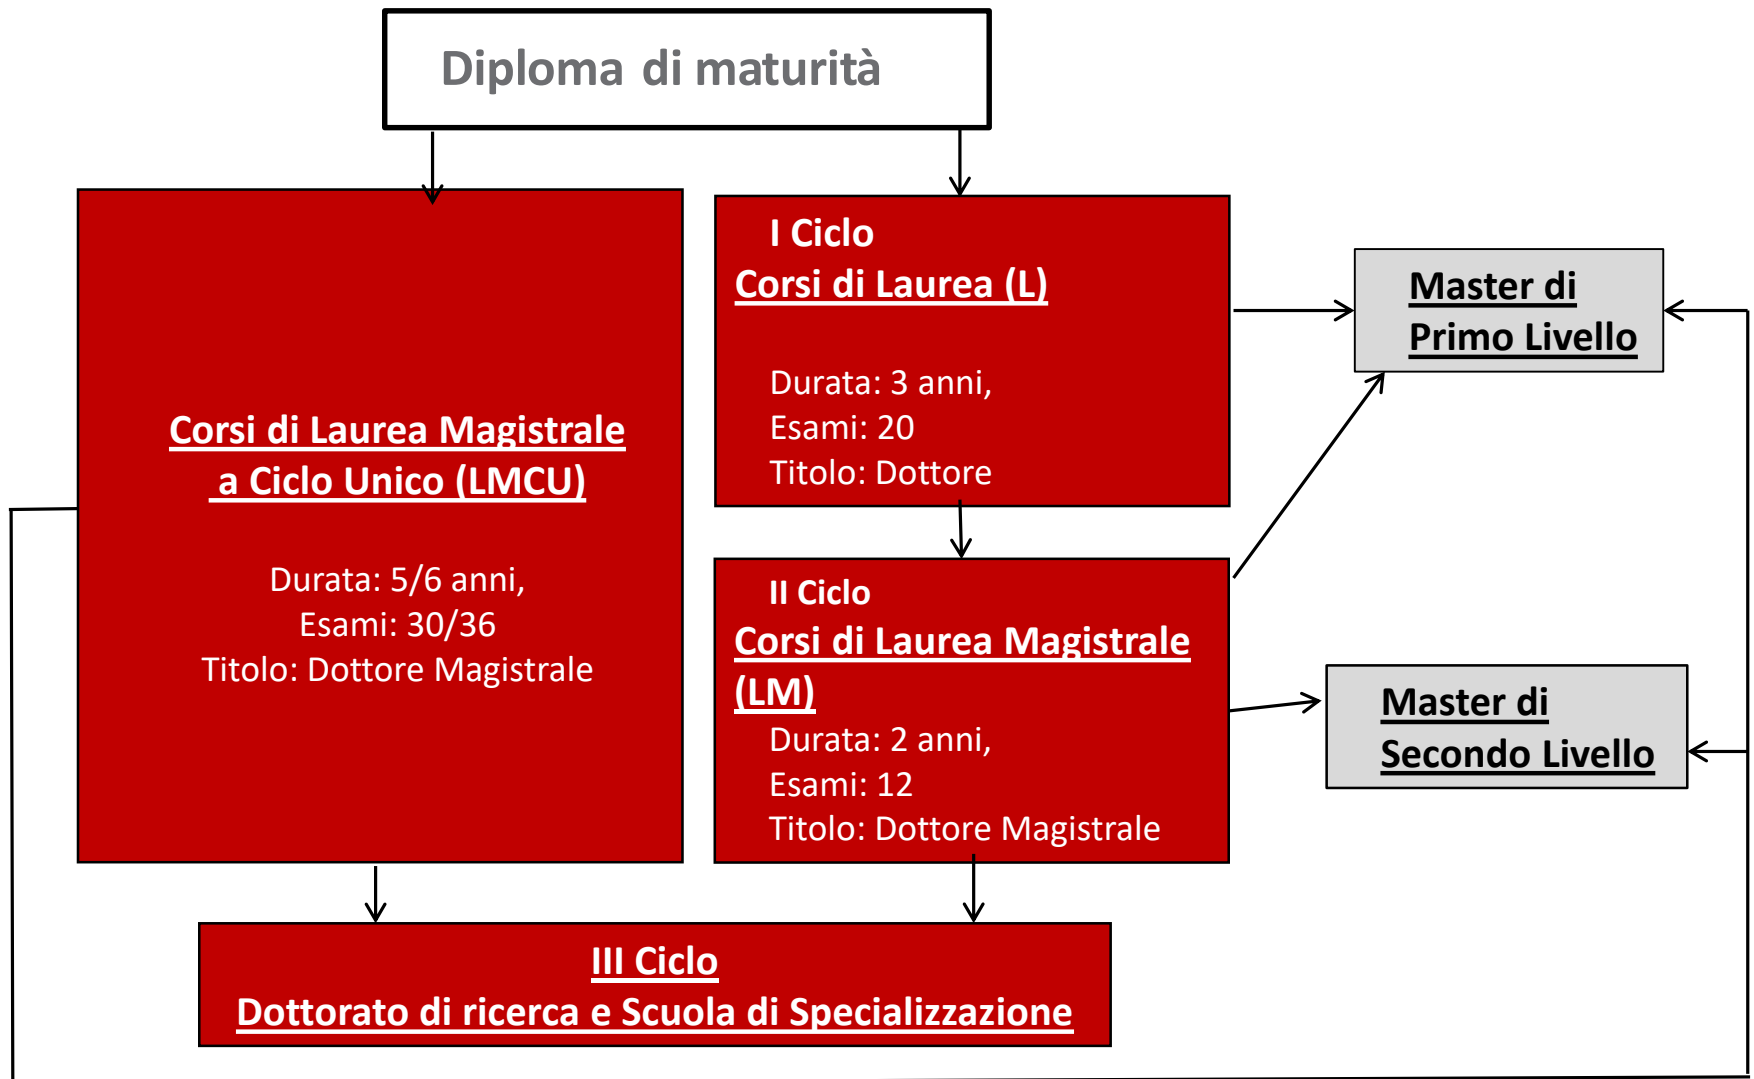 Diploma di maturità
Corsi di Laurea Magistrale
a Ciclo Unico (LMCU)
Durata: 5/6 anni,
Esami: 30/36
Titolo: Dottore Magistrale
I Ciclo
Corsi di Laurea (L)
Durata: 3 anni,
Esami: 20
Titolo: Dottore
Master di
Primo Livello
II Ciclo
Corsi di Laurea Magistrale
(LM)
Durata: 2 anni,
Esami: 12
Titolo: Dottore Magistrale
Master di
Secondo Livello
III Ciclo
Dottorato di ricerca e Scuola di Specializzazione